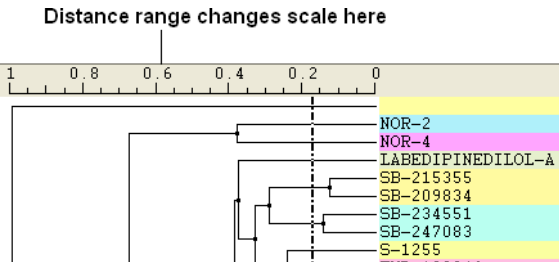 Distance range changes scale here
1 0.8 0.6 0.4 0.2 0
NOR-2
NOR-4
LABEDIPINEDILOL-A
SB-215355
SB-209834
SB-234551
SB-247083
S-1255